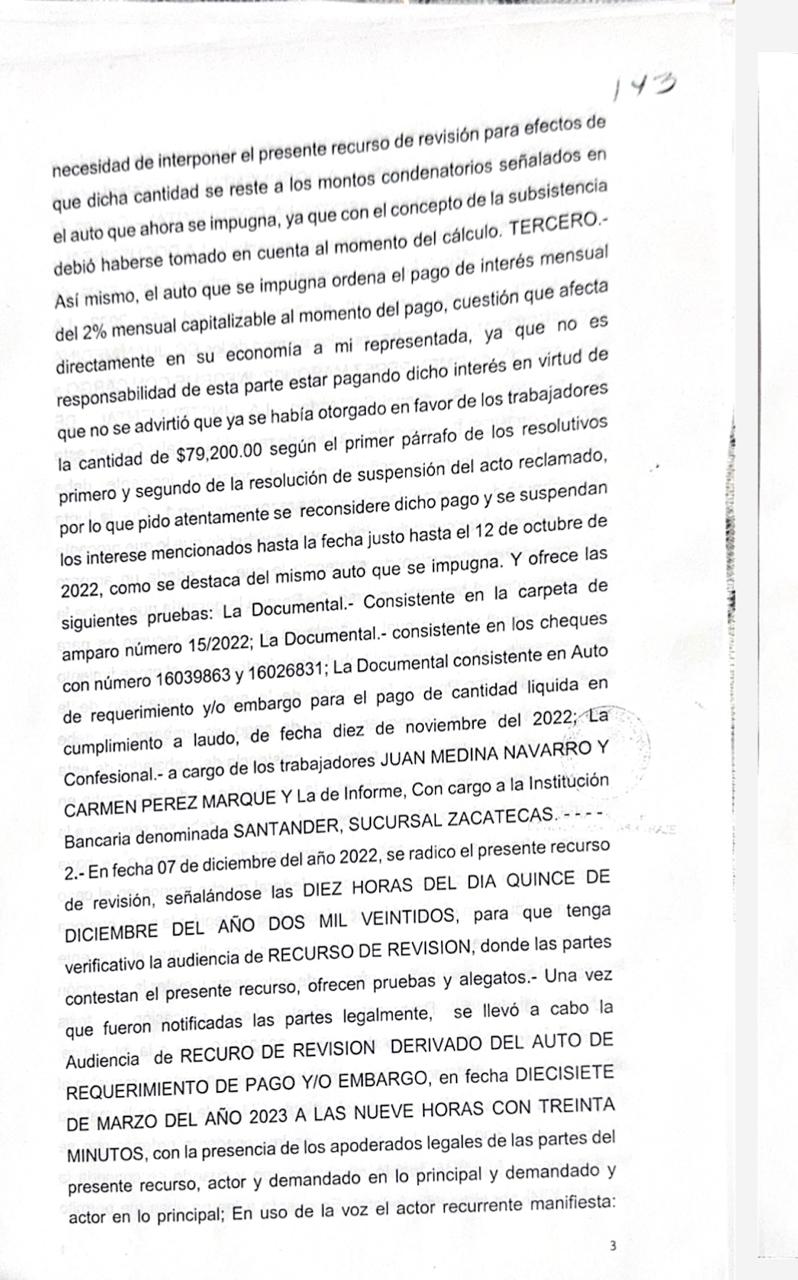 143
necesidad de interponer el presente recurso de revisión para efectos de
que dicha cantidad se reste a los montos condenatorios señalados en
el auto que ahora se impugna, ya que con el concepto de la subsistencia
debió haberse tomado en cuenta al momento del cálculo. TERCERO.-
Así mismo, el auto que se impugna ordena el pago de interés mensual
del 2% mensual capitalizable al momento del pago, cuestión que afecta
directamente en su economía a mi representada, ya que no es
responsabilidad de esta parte estar pagando dicho interés en virtud de
que no se advirtió que ya se había otorgado en favor de los trabajadores
la cantidad de $79,200.00 según el primer párrafo de los resolutivos
primero y segundo de la resolución de suspensión del acto reclamado,
por lo que pido atentamente se reconsidere dicho pago y se suspendan
los interese mencionados hasta la fecha justo hasta el 12 de octubre de
2022, como se destaca del mismo auto que se impugna. Y ofrece las
siguientes pruebas: La Documental.- Consistente en la carpeta de
amparo número 15/2022; La Documental.- consistente en los cheques
con número 16039863 y 16026831; La Documental consistente en Auto
de requerimiento y/o embargo para el pago de cantidad liquida en
cumplimiento a laudo, de fecha diez de noviembre del 2022; La
Confesional.- a cargo de los trabajadores JUAN MEDINA NAVARRO Y
CARMEN PEREZ MARQUE Y La de Informe, Con cargo a la Institución
Bancaria denominada SANTANDER, SUCURSAL ZACATECAS. - - - -
2.- En fecha 07 de diciembre del año 2022, se radico el presente recurso
de revisión, señalándose las DIEZ HORAS DEL DIA QUINCE DE
DICIEMBRE DEL AÑO DOS MIL VEINTIDOS, para que tenga
verificativo la audiencia de RECURSO DE REVISION, donde las partes
contestan el presente recurso, ofrecen pruebas y alegatos.- Una vez
que fueron notificadas las partes legalmente, se llevó a cabo la
Audiencia de RECURO DE REVISION DERIVADO DEL AUTO DE
REQUERIMIENTO DE PAGO Y/O EMBARGO, en fecha DIECISIETE
DE MARZO DEL AÑO 2023 A LAS NUEVE HORAS CON TREINTA
MINUTOS, con la presencia de los apoderados legales de las partes del
presente recurso, actor y demandado en lo principal y demandado y
actor en lo principal; En uso de la voz el actor recurrente manifiesta:
3